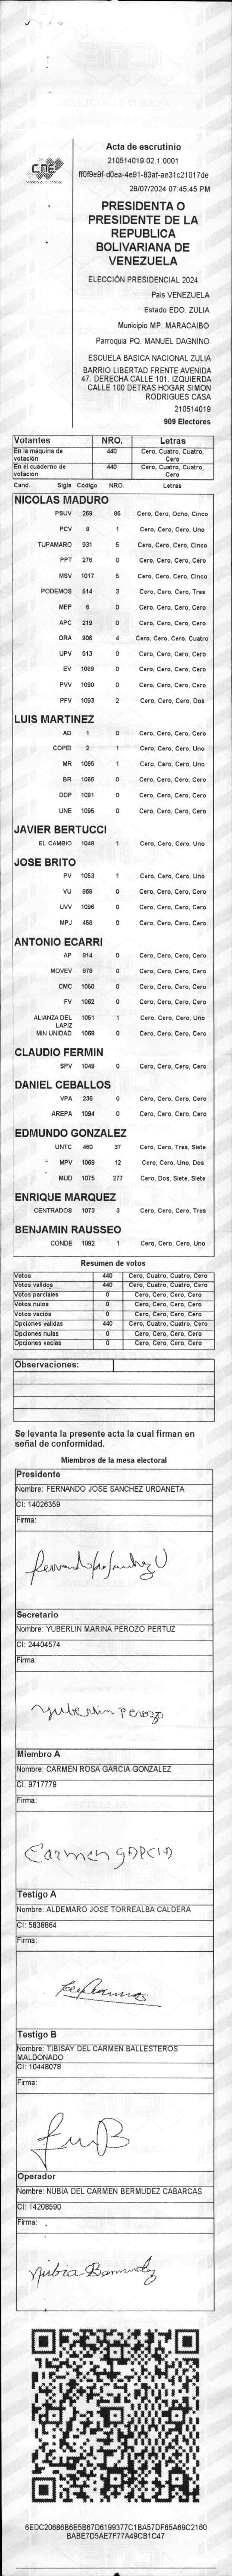 CNE
Acta de escrutinio
210514019.02.1.0001
ff0f9e9f-d0ea-4e91-83af-ae31c21017de
28/07/2024 07:45:45 PM
PRESIDENTA O
PRESIDENTE DE LA
REPUBLICA
BOLIVARIANA DE
VENEZUELA
ELECCIÓN PRESIDENCIAL 2024
Pais VENEZUELA
Estado EDO. ZULIA
Municipio MP. MARACAIBO
Parroquia PQ. MANUEL DAGNINO
ESCUELA BASICA NACIONAL ZULIA
BARRIO LIBERTAD FRENTE AVENIDA
47. DERECHA CALLE 101. IZQUIERDA
CALLE 100 DETRAS HOGAR SIMON
RODRIGUES CASA
210514019
909 Electores
Votantes NRO. Letras
En la máquina de votación 440 Cero, Cuatro, Cuatro, Cero
En el cuaderno de votación 440 Cero, Cuatro, Cuatro, Cero
Cand. Sigla Código NRO. Letras
NICOLAS MADURO
PSUV 269 85 Cero, Cero, Ocho, Cinco
PCV 9 1 Cero, Cero, Cero, Uno
TUPAMARO 931 5 Cero, Cero, Cero, Cinco
PPT 276 0 Cero, Cero, Cero, Cero
MSV 1017 5 Cero, Cero, Cero, Cinco
PODEMOS 514 3 Cero, Cero, Cero, Tres
MEP 6 0 Cero, Cero, Cero, Cero
APC 219 0 Cero, Cero, Cero, Cero
ORA 906 4 Cero, Cero, Cero, Cuatro
UPV 513 0 Cero, Cero, Cero, Cero
EV 1089 0 Cero, Cero, Cero, Cero
PVV 1090 0 Cero, Cero, Cero, Cero
PFV 1093 2 Cero, Cero, Cero, Dos
LUIS MARTINEZ
AD 1 0 Cero, Cero, Cero, Cero
COPEI 2 1 Cero, Cero, Cero, Uno
MR 1065 1 Cero, Cero, Cero, Uno
BR 1066 0 Cero, Cero, Cero, Cero
DDP 1091 0 Cero, Cero, Cero, Cero
UNE 1095 0 Cero, Cero, Cero, Cero
JAVIER BERTUCCI
EL CAMBIO 1048 1 Cero, Cero, Cero, Uno
JOSE BRITO
PV 1053 1 Cero, Cero, Cero, Uno
VU 958 0 Cero, Cero, Cero, Cero
UVV 1096 0 Cero, Cero, Cero, Cero
MPJ 458 0 Cero, Cero, Cero, Cero
ANTONIO ECARRI
AP 914 0 Cero, Cero, Cero, Cero
MOVEV 976 0 Cero, Cero, Cero, Cero
CMC 1050 0 Cero, Cero, Cero, Cero
FV 1062 0 Cero, Cero, Cero, Cero
ALIANZA DEL LAPIZ 1051 1 Cero, Cero, Cero, Uno
MIN UNIDAD 1059 0 Cero, Cero, Cero, Cero
CLAUDIO FERMIN
SPV 1049 0 Cero, Cero, Cero, Cero
DANIEL CEBALLOS
VPA 236 0 Cero, Cero, Cero, Cero
AREPA 1094 0 Cero, Cero, Cero, Cero
EDMUNDO GONZALEZ
UNTC 460 37 Cero, Cero, Tres, Siete
MPV 1069 12 Cero, Cero, Uno, Dos
MUD 1075 277 Cero, Dos, Siete, Siete
ENRIQUE MARQUEZ
CENTRADOS 1073 3 Cero, Cero, Cero, Tres
BENJAMIN RAUSSEO
CONDE 1092 1 Cero, Cero, Cero, Uno
Resumen de votos
Votos 440 Cero, Cuatro, Cuatro, Cero
Votos validos 440 Cero, Cuatro, Cuatro, Cero
Votos parciales 0 Cero, Cero, Cero, Cero
Votos nulos 0 Cero, Cero, Cero, Cero
Votos vacios 0 Cero, Cero, Cero, Cero
Opciones validas 440 Cero, Cuatro, Cuatro, Cero
Opciones nulas 0 Cero, Cero, Cero, Cero
Opciones vacias 0 Cero, Cero, Cero, Cero
Observaciones:
Se levanta la presente acta la cual firman en
señal de conformidad.
Miembros de la mesa electoral
Presidente
Nombre: FERNANDO JOSE SANCHEZ URDANETA
CI: 14026359
Firma:
Secretario
Nombre: YUBERLIN MARINA PEROZO PERTUZ
CI: 24404574
Firma:
Yuberlin Perozo
Miembro A
Nombre: CARMEN ROSA GARCIA GONZALEZ
CI: 9717779
Firma:
Carmen GARCIA
Testigo A
Nombre: ALDEMARO JOSE TORREALBA CALDERA
CI: 5838864
Firma:
Testigo B
Nombre: TIBISAY DEL CARMEN BALLESTEROS
MALDONADO
CI: 10448078
Firma:
Operador
Nombre: NUBIA DEL CARMEN BERMUDEZ CABARCAS
CI: 14208590
Firma:
Nubia Bermudez
6EDC20686B6E5B67D6199377C1BA57DF65A69C2160
BABE7D5AE7F77A49CB1C47